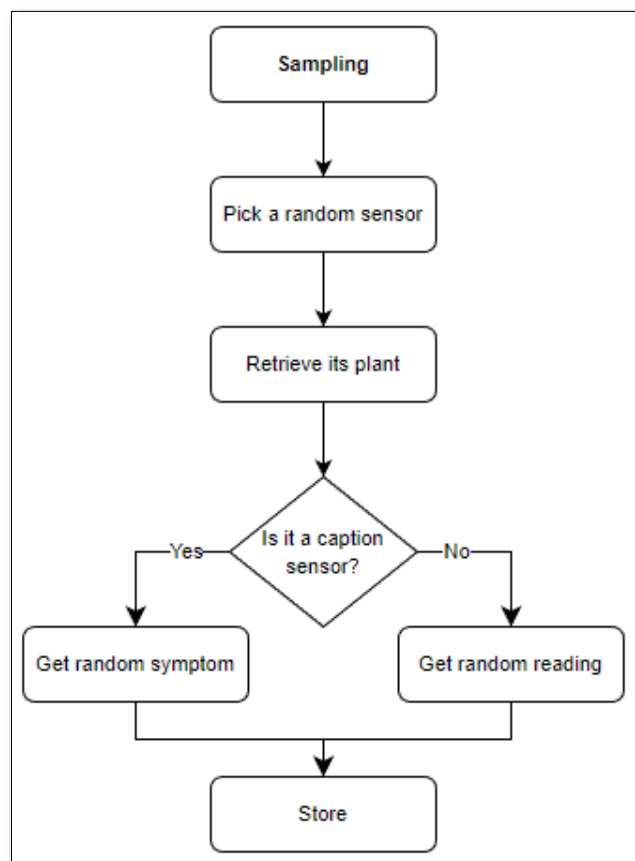 Sampling
Pick a random sensor
Retrieve its plant
Is it a caption
sensor?
Yes
No
Get random symptom
Get random reading
Store